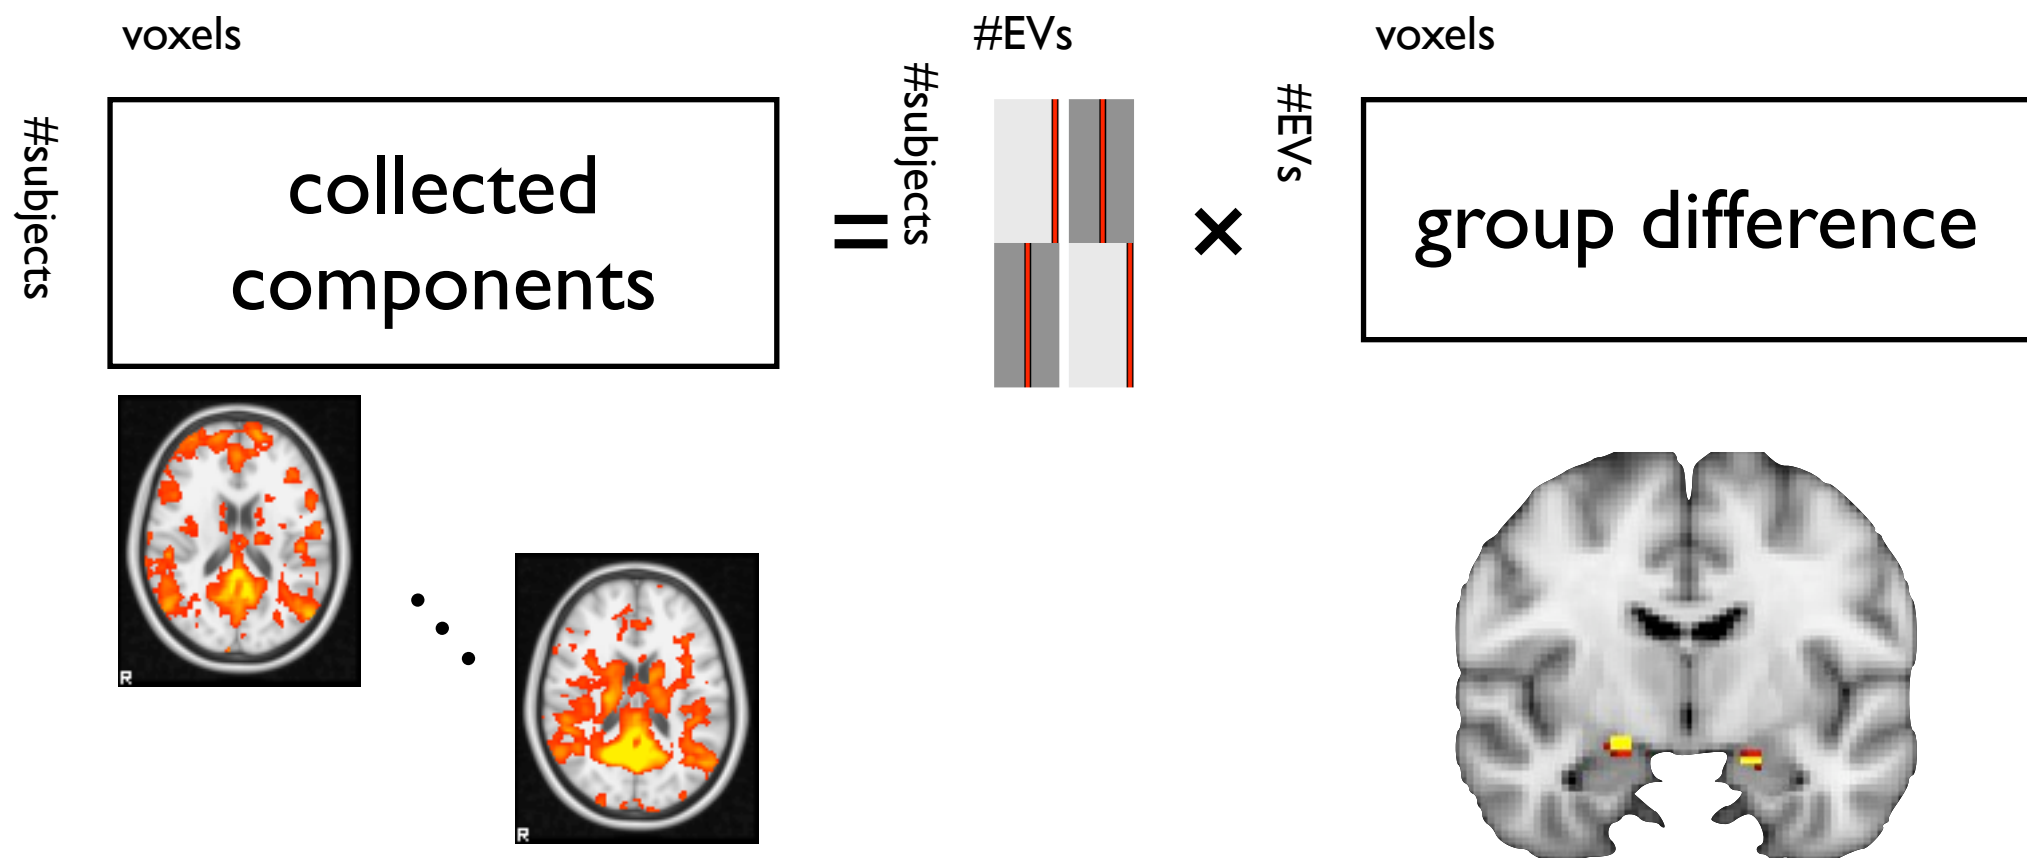 voxels
#EVs
voxels
#subjects
#subjects
#EVs
collected
components
=
×
group difference
R
R